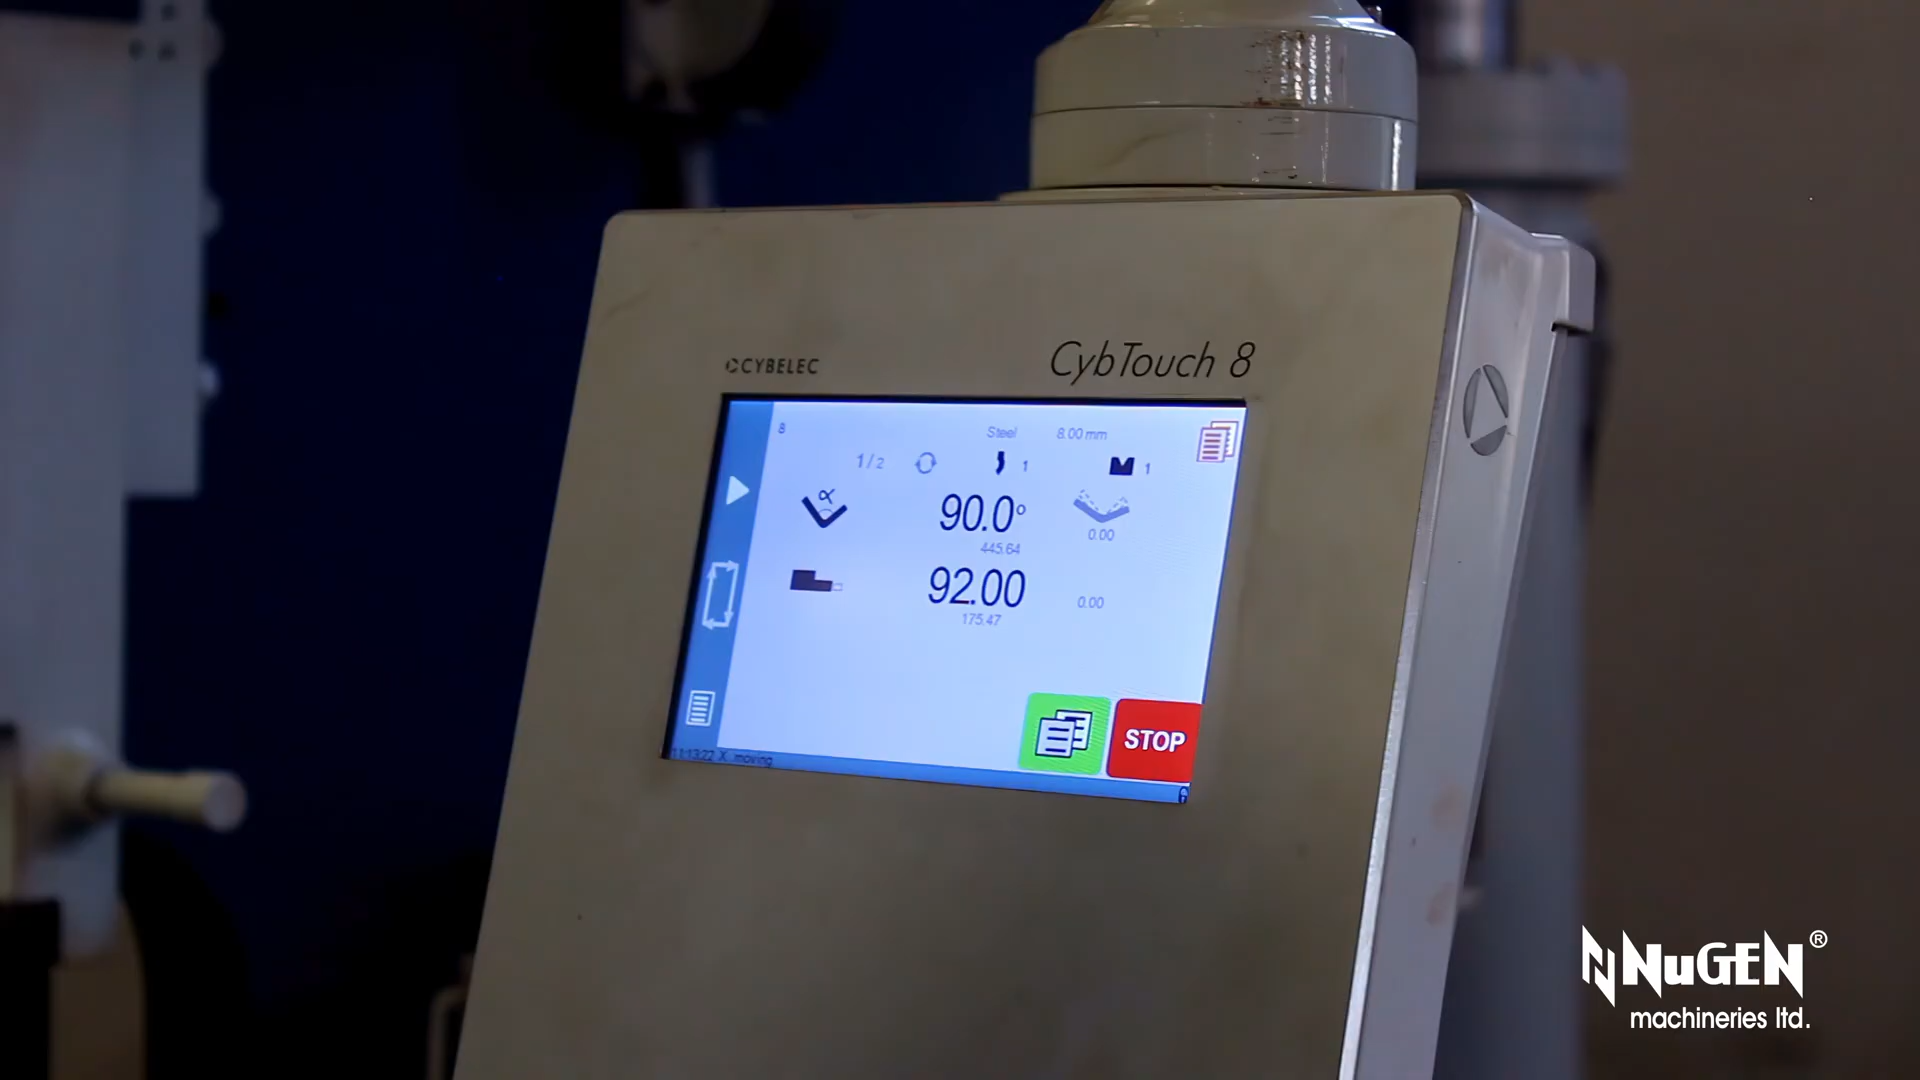 CYBELEC
CybTouch 8
8
Steel
8.00 mm
1/2
1
1
α
90.0°
445.64
0.00
92.00
175.47
0.00
STOP
11:13:22 X moving
NuGEN®
machineries ltd.